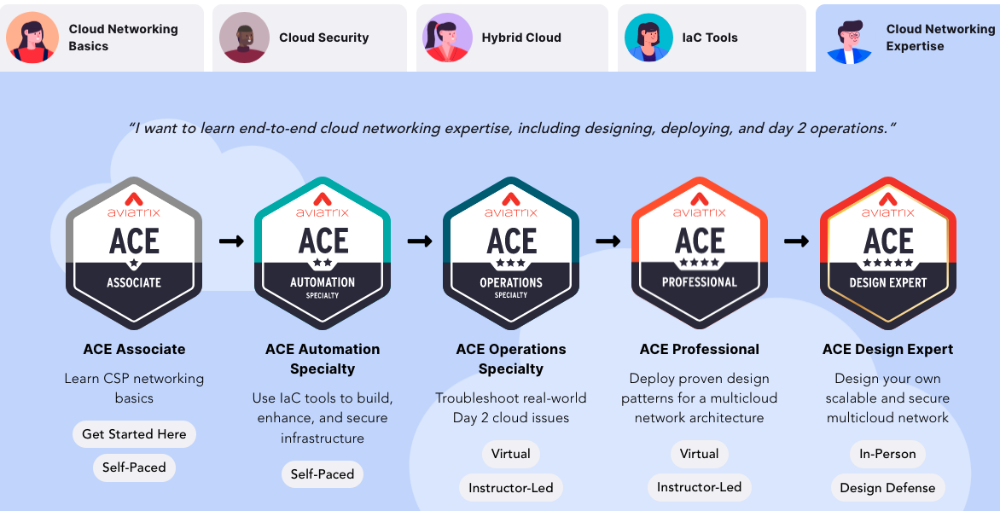 Cloud Networking
Basics
Cloud Security
Hybrid Cloud
IaC Tools
Cloud Networking
Expertise
“I want to learn end-to-end cloud networking expertise, including designing, deploying, and day 2 operations.”
aviatrix
ACE
ASSOCIATE
aviatrix
ACE
AUTOMATION
SPECIALTY
aviatrix
ACE
OPERATIONS
SPECIALTY
aviatrix
ACE
PROFESSIONAL
aviatrix
ACE
DESIGN EXPERT
ACE Associate
Learn CSP networking
basics
Get Started Here
Self-Paced
ACE Automation
Specialty
Use IaC tools to build,
enhance, and secure
infrastructure
Self-Paced
ACE Operations
Specialty
Troubleshoot real-world
Day 2 cloud issues
Virtual
Instructor-Led
ACE Professional
Deploy proven design
patterns for a multicloud
network architecture
Virtual
Instructor-Led
ACE Design Expert
Design your own
scalable and secure
multicloud network
In-Person
Design Defense